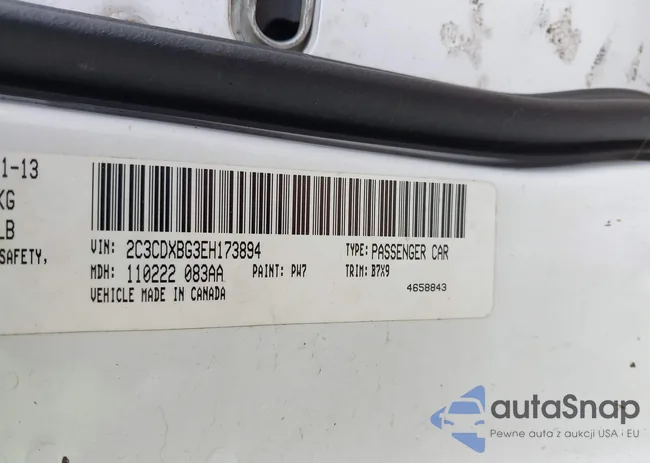 1-13
KG
LB
SAFETY,
VIN: 2C3CDXBG3EH173894 TYPE: PASSENGER CAR
MDH: 110222 083AA PAINT: PW7 TRIM: B7X9
VEHICLE MADE IN CANADA 4658843
autaSnap
Pewne auta z aukcji USA i EU